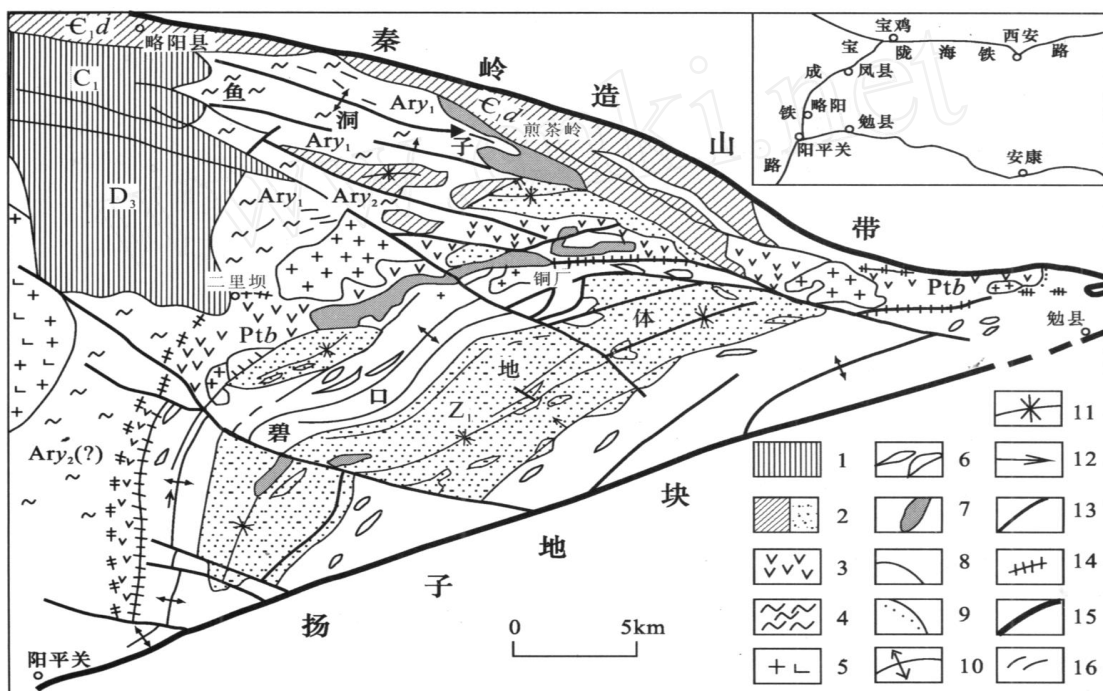 秦岭造山带
Є₁d
略阳县
C₁
鱼洞子
Ary₁
Єd
煎茶岭
Ary₁
D₃
Ary₁
Ary₂
二里坝
铜厂
Ptb
Ptb
勉县
碧口地体
Z₁
Ary₂(?)
扬子地块
阳平关
0 5km
宝鸡
西安
宝成铁路
陇海铁路
凤县
略阳
勉县
阳平关
安康
1
2
3
4
5
6
7
8
9
10
11
12
13
14
15
16